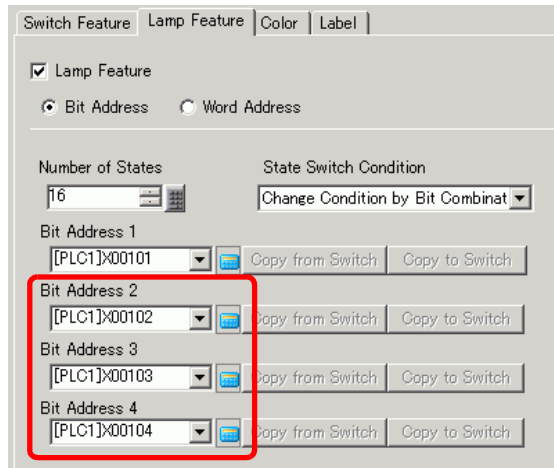 Switch Feature Lamp Feature Color Label
Lamp Feature
Bit Address Word Address
Number of States State Switch Condition
16 Change Condition by Bit Combinat
Bit Address 1
[PLC1]X00101 Copy from Switch Copy to Switch
Bit Address 2
[PLC1]X00102 Copy from Switch Copy to Switch
Bit Address 3
[PLC1]X00103 Copy from Switch Copy to Switch
Bit Address 4
[PLC1]X00104 Copy from Switch Copy to Switch